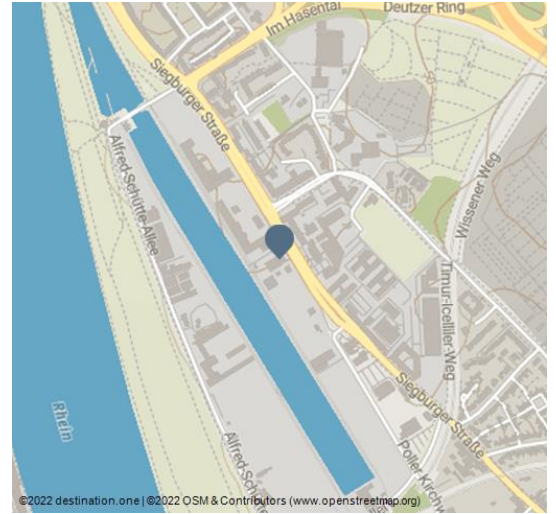 Im Hasental
Deutzer Ring
Siegburger Straße
Alfred-Schütte-Allee
Wissener Weg
Timur-Icelliler-Weg
Siegburger Straße
Rhein
Alfred-Schütte
Poller Kirchw
©2022 destination.one | ©2022 OSM & Contributors (www.openstreetmap.org)